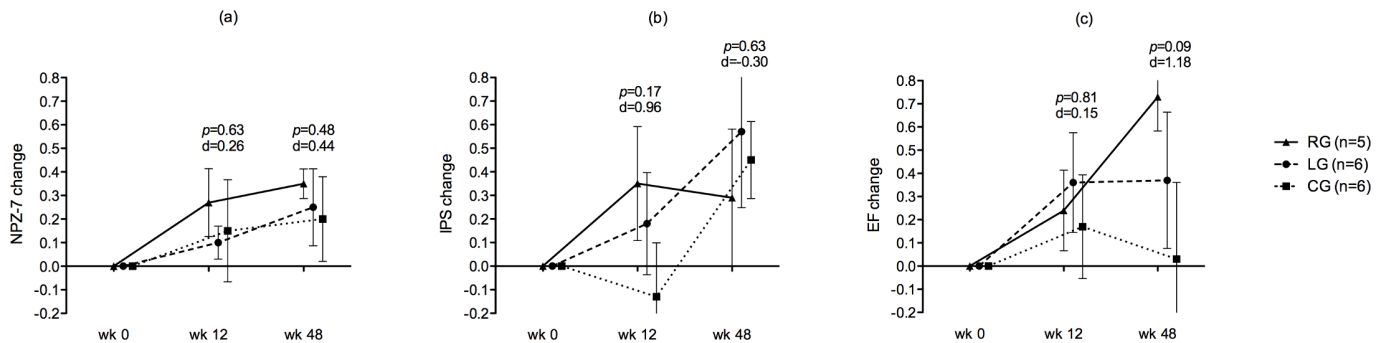 (a)
NPZ-7 change
0.8
0.7
0.6
0.5
0.4
0.3
0.2
0.1
0.0
-0.1
-0.2
p=0.63
d=0.26
p=0.48
d=0.44
wk 0 wk 12 wk 48
(b)
IPS change
0.8
0.7
0.6
0.5
0.4
0.3
0.2
0.1
0.0
-0.1
-0.2
p=0.17
d=0.96
p=0.63
d=-0.30
wk 0 wk 12 wk 48
(c)
EF change
0.8
0.7
0.6
0.5
0.4
0.3
0.2
0.1
0.0
-0.1
-0.2
p=0.81
d=0.15
p=0.09
d=1.18
wk 0 wk 12 wk 48
RG (n=5)
LG (n=6)
CG (n=6)